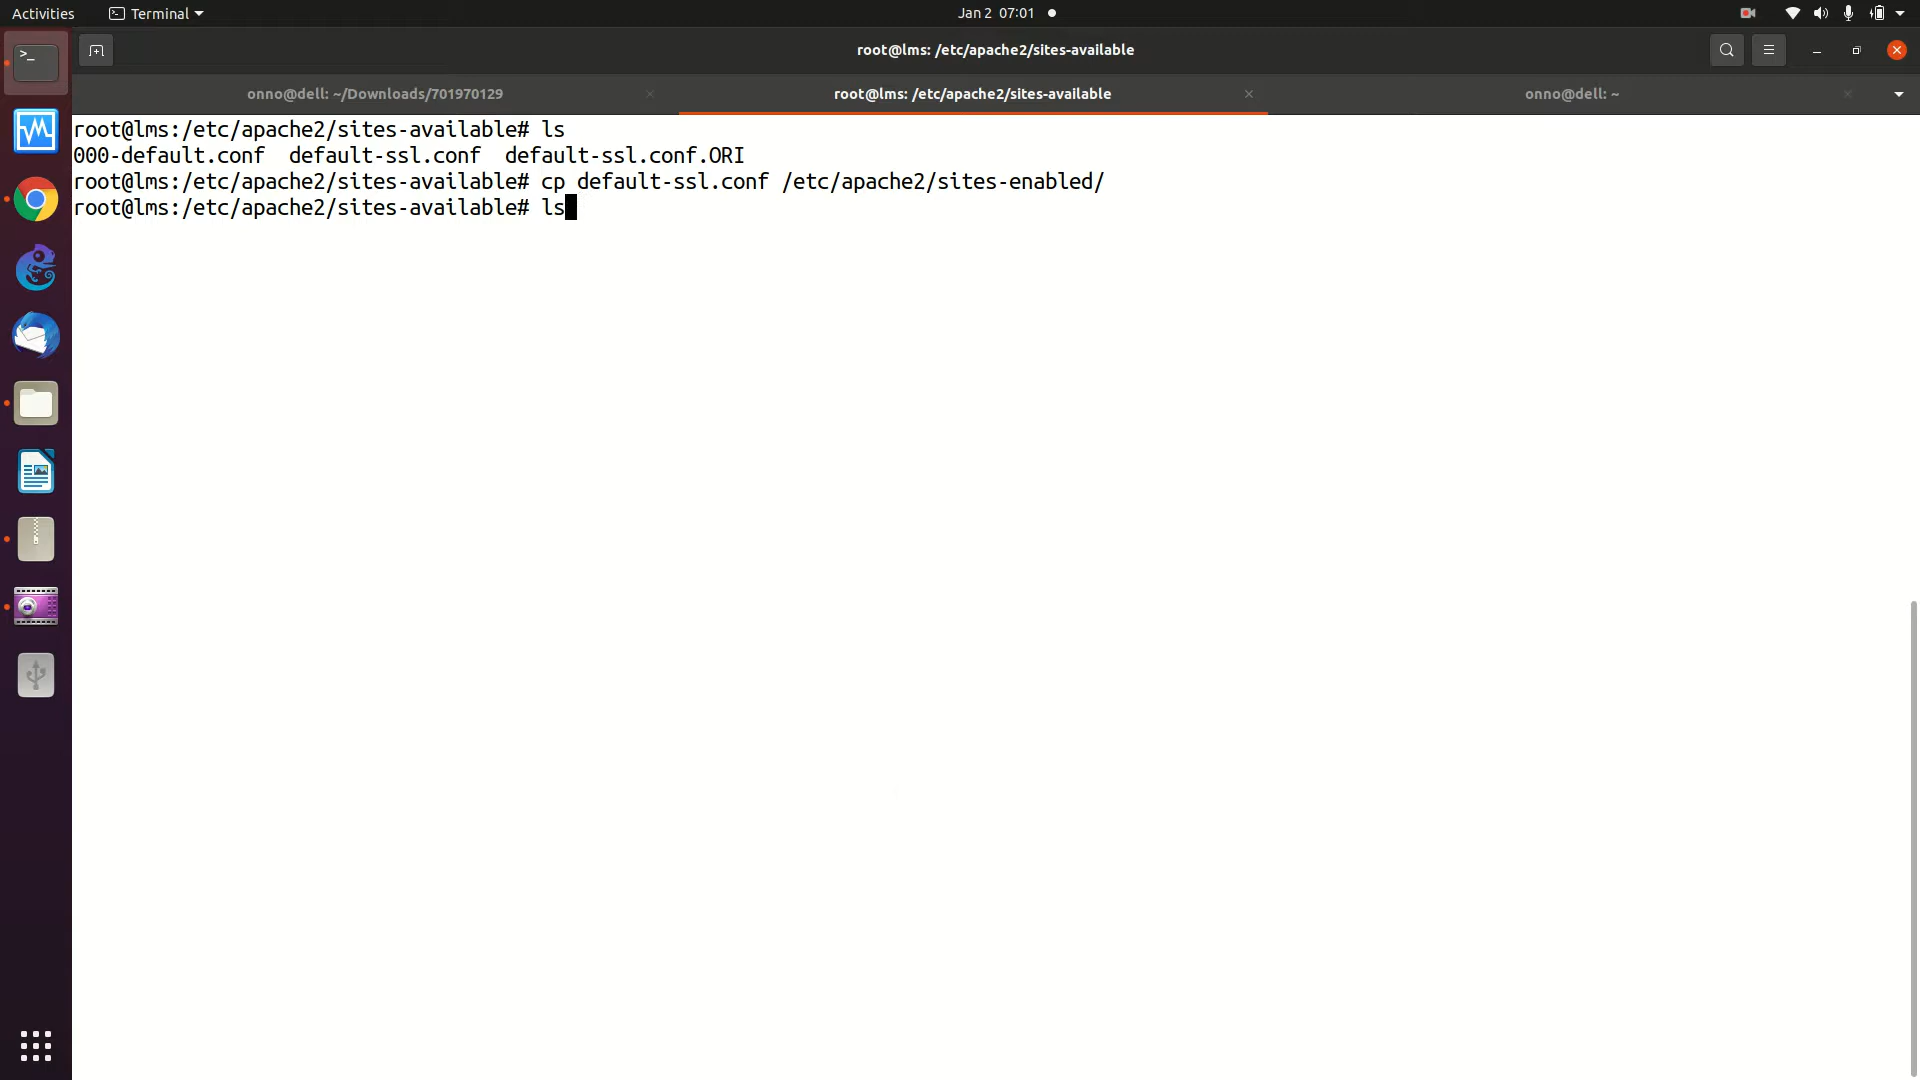 Activities
Terminal
Jan 2 07:01
root@lms: /etc/apache2/sites-available
onno@dell: ~/Downloads/701970129
root@lms: /etc/apache2/sites-available
onno@dell: ~
root@lms:/etc/apache2/sites-available# ls
000-default.conf  default-ssl.conf  default-ssl.conf.ORI
root@lms:/etc/apache2/sites-available# cp default-ssl.conf /etc/apache2/sites-enabled/
root@lms:/etc/apache2/sites-available# ls